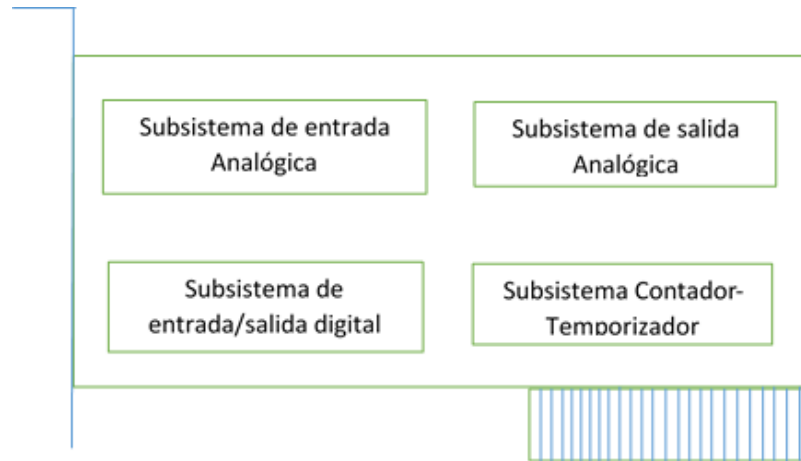 Subsistema de entrada
Analógica
Subsistema de salida
Analógica
Subsistema de
entrada/salida digital
Subsistema Contador-
Temporizador